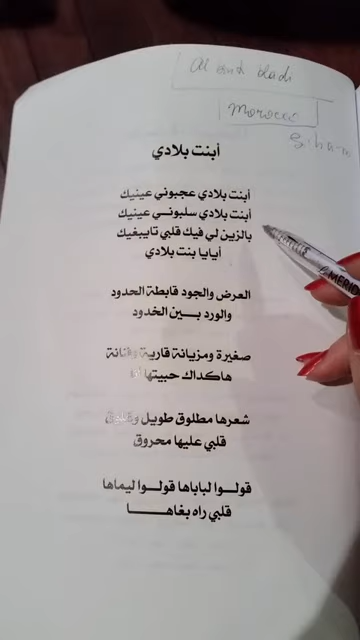 Al bint bladi
Morocco
أبنت بلادي
أبنت بلادي عجبوني عينيك
أبنت بلادي سلبوني عينيك
بالزين لي فيك قلبي تايبغيك
أيايا بنت بلادي
العرض والجود قابطة الحدود
والورد بين الخدود
صغيرة ومزيانة قارية وفنانة
هاكداك حبيتها
شعرها مطلوق طويل
قلبي عليها محروق
قولوا لباباها قولوا ليماها
قلبي راه بغاها
MERID